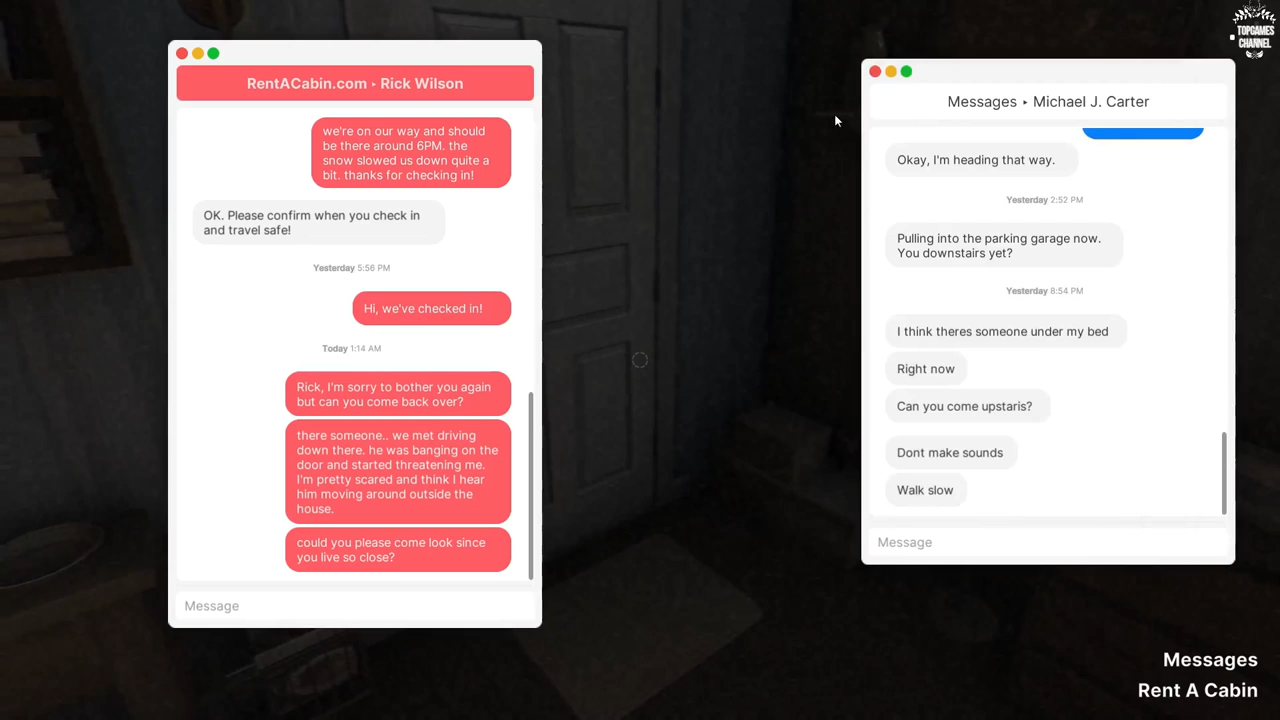 RentACabin.com ▸ Rick Wilson
we're on our way and should
be there around 6PM. the
snow slowed us down quite a
bit. thanks for checking in!
OK. Please confirm when you check in
and travel safe!
Yesterday 5:56 PM
Hi, we've checked in!
Today 1:14 AM
Rick, I'm sorry to bother you again
but can you come back over?
there someone.. we met driving
down there. he was banging on the
door and started threatening me.
I'm pretty scared and think I hear
him moving around outside the
house.
could you please come look since
you live so close?
Message
Messages ▸ Michael J. Carter
Okay, I'm heading that way.
Yesterday 2:52 PM
Pulling into the parking garage now.
You downstairs yet?
Yesterday 8:54 PM
I think theres someone under my bed
Right now
Can you come upstaris?
Dont make sounds
Walk slow
Message
TOPGAMES
CHANNEL
Messages
Rent A Cabin